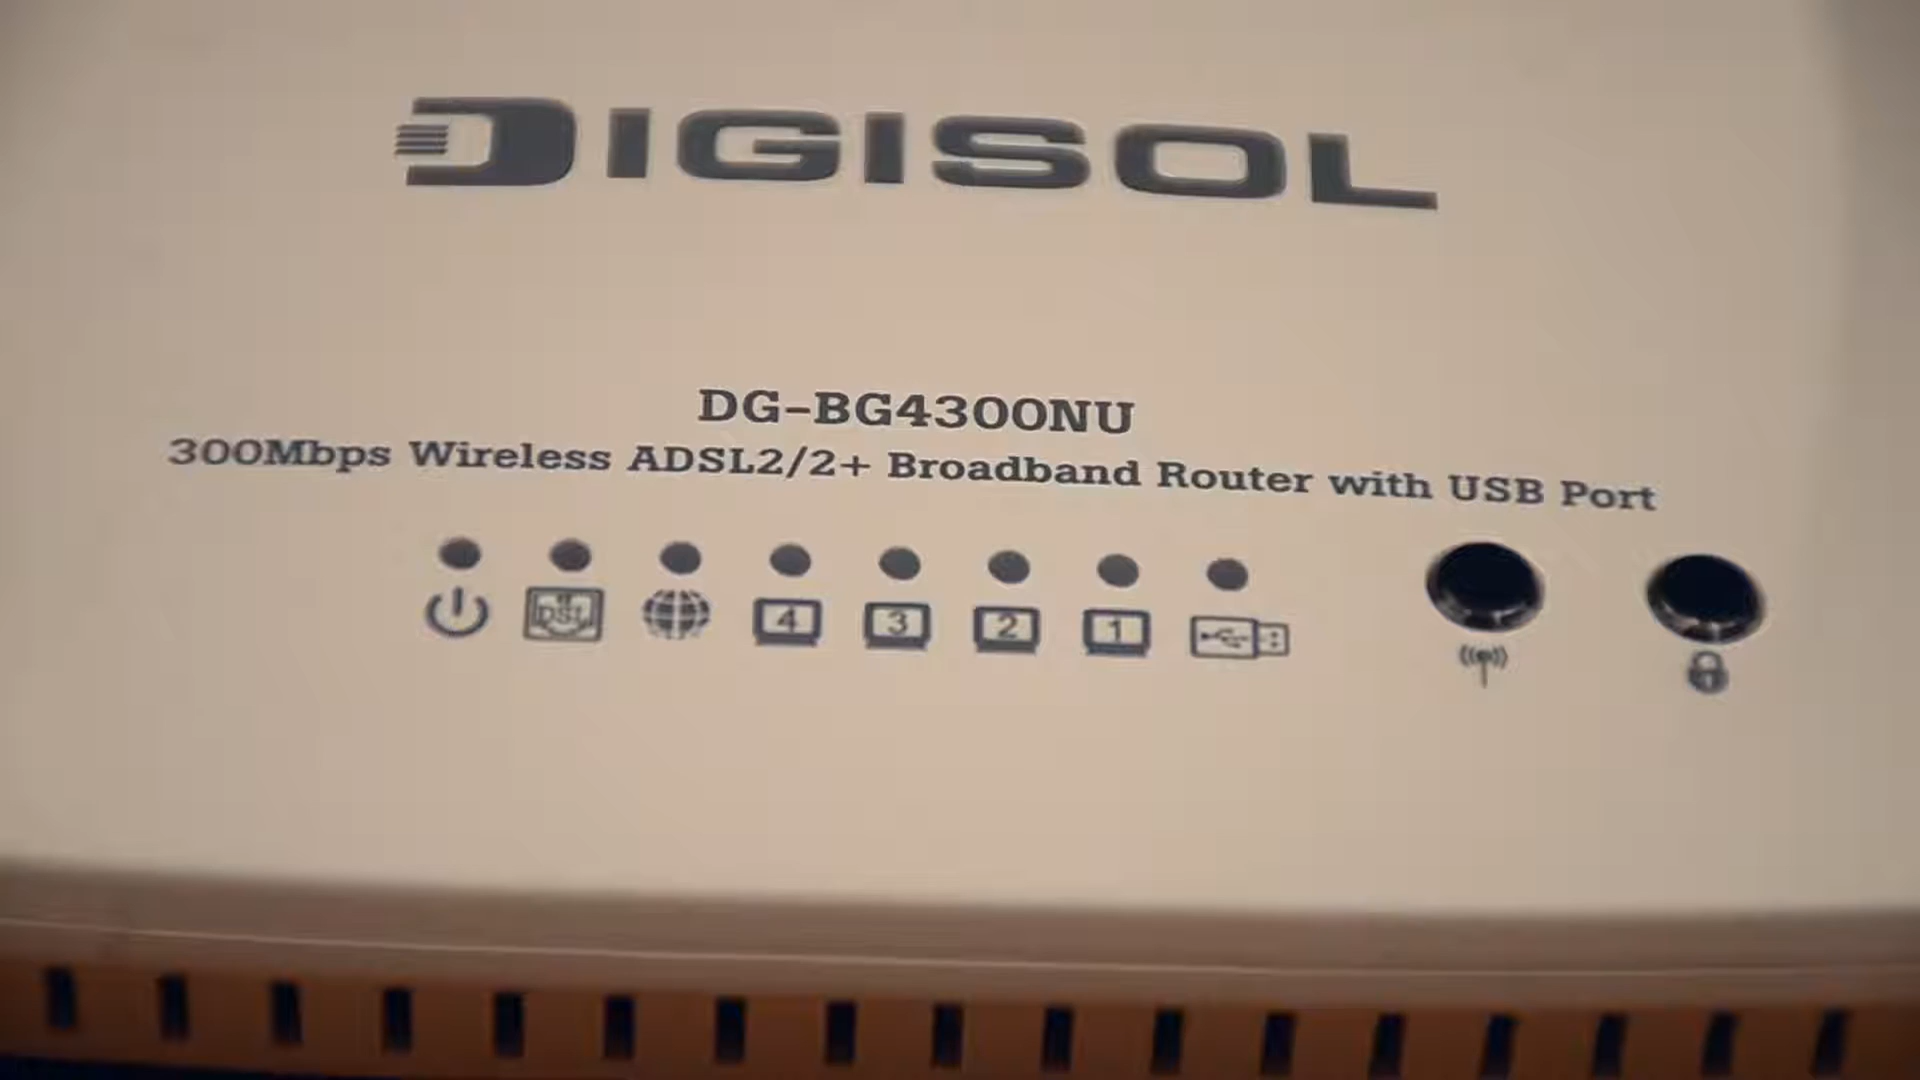 DIGISOL
DG-BG4300NU
300Mbps Wireless ADSL2/2+ Broadband Router with USB Port
DSL 4 3 2 1